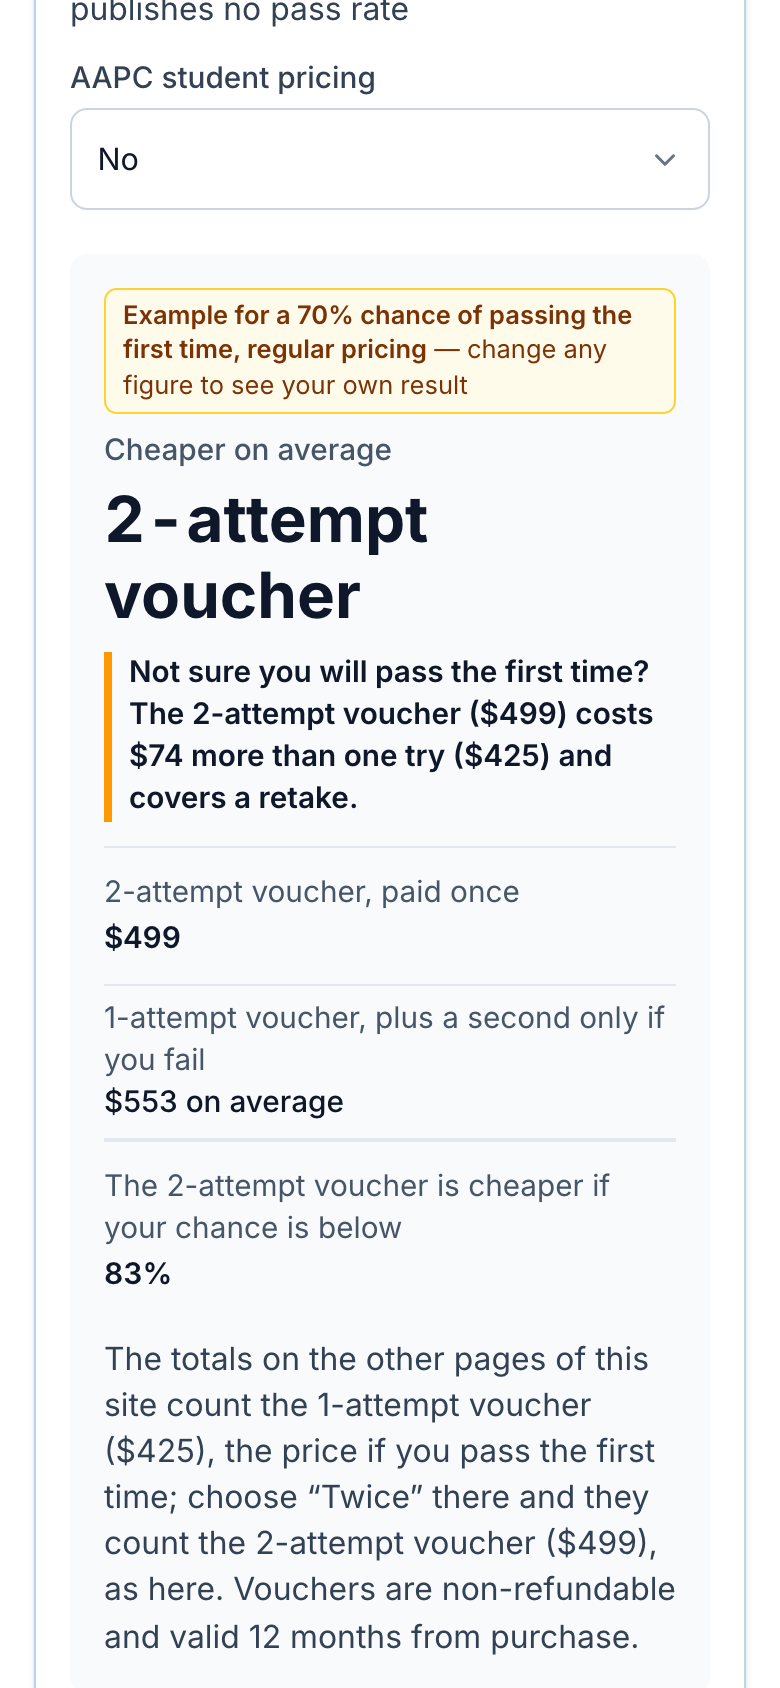 publishes no pass rate
AAPC student pricing
No
Example for a 70% chance of passing the
first time, regular pricing — change any
figure to see your own result
Cheaper on average
2-attempt
voucher
Not sure you will pass the first time?
The 2-attempt voucher ($499) costs
$74 more than one try ($425) and
covers a retake.
2-attempt voucher, paid once
$499
1-attempt voucher, plus a second only if
you fail
$553 on average
The 2-attempt voucher is cheaper if
your chance is below
83%
The totals on the other pages of this
site count the 1-attempt voucher
($425), the price if you pass the first
time; choose “Twice” there and they
count the 2-attempt voucher ($499),
as here. Vouchers are non-refundable
and valid 12 months from purchase.